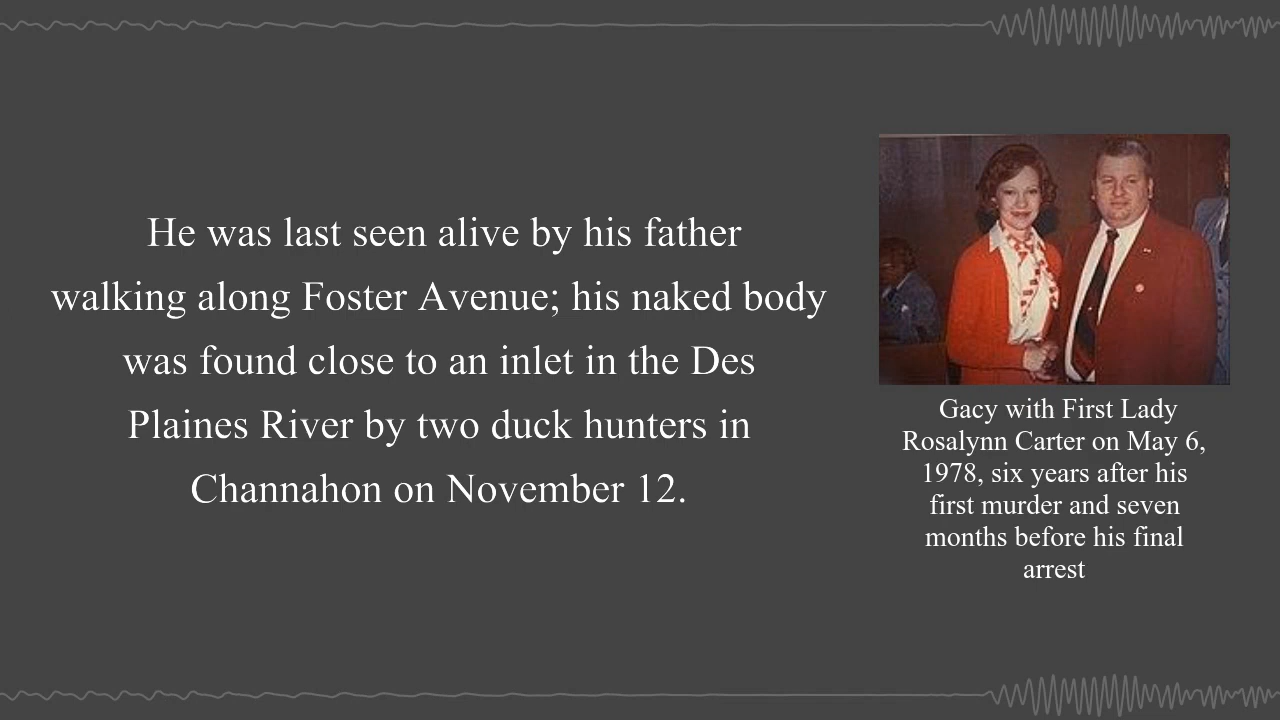 He was last seen alive by his father
walking along Foster Avenue; his naked body
was found close to an inlet in the Des
Plaines River by two duck hunters in
Channahon on November 12.
Gacy with First Lady
Rosalynn Carter on May 6,
1978, six years after his
first murder and seven
months before his final
arrest